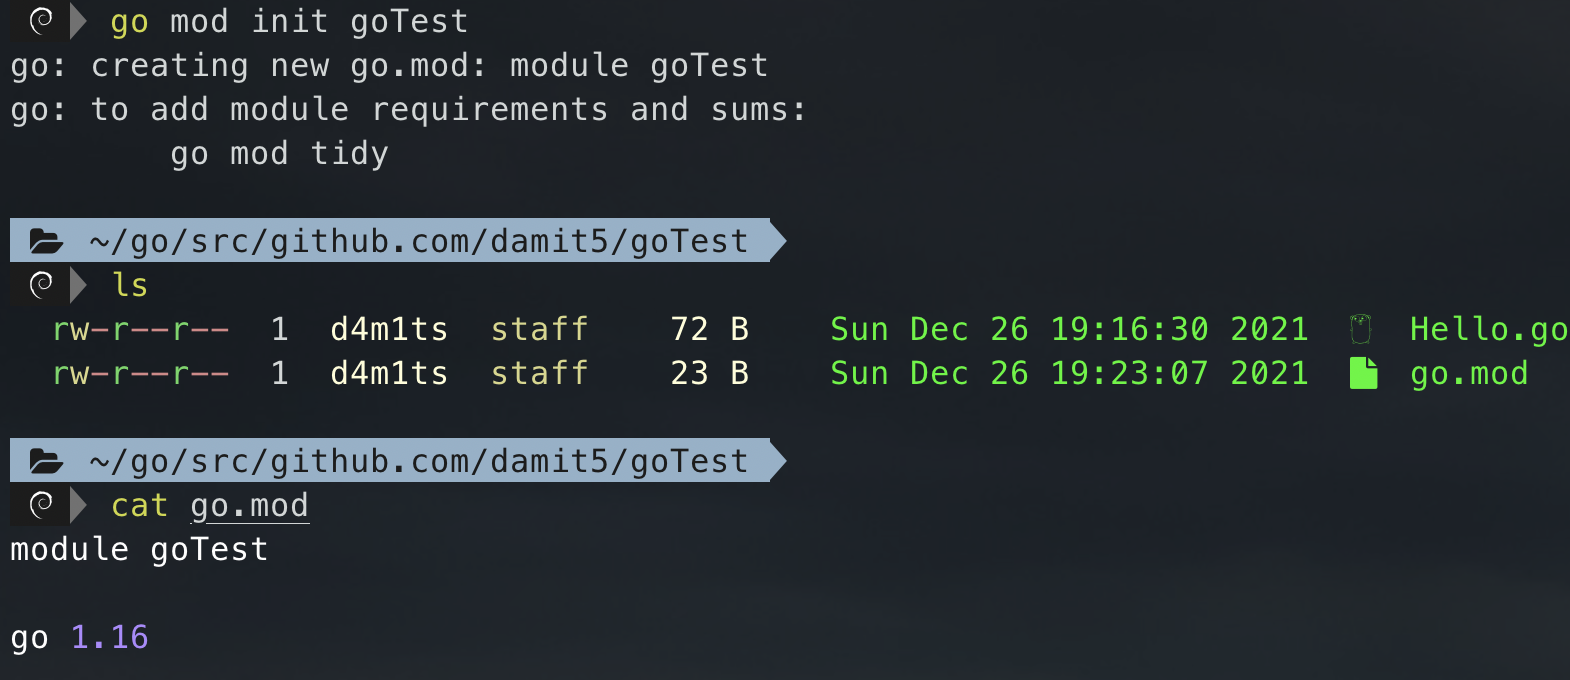 go mod init goTest
go: creating new go.mod: module goTest
go: to add module requirements and sums:
go mod tidy
~/go/src/github.com/damit5/goTest
ls
rw-r--r-- 1 d4m1ts staff 72 B Sun Dec 26 19:16:30 2021 Hello.go
rw-r--r-- 1 d4m1ts staff 23 B Sun Dec 26 19:23:07 2021 go.mod
~/go/src/github.com/damit5/goTest
cat go.mod
module goTest
go 1.16